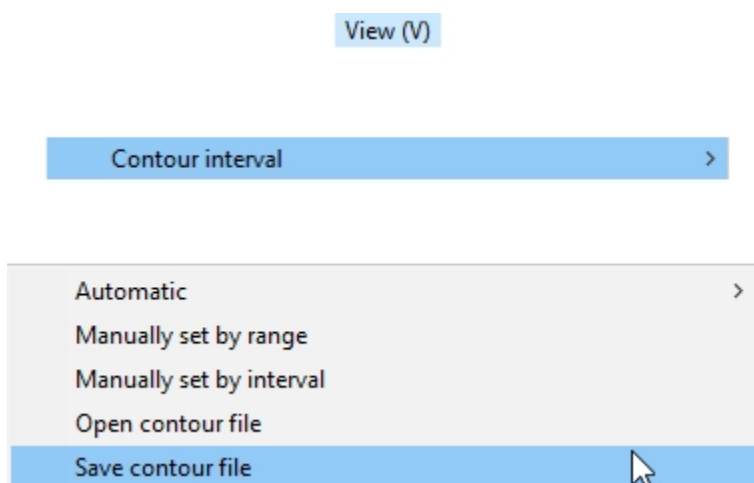 View (V)
Contour interval
Automatic
Manually set by range
Manually set by interval
Open contour file
Save contour file